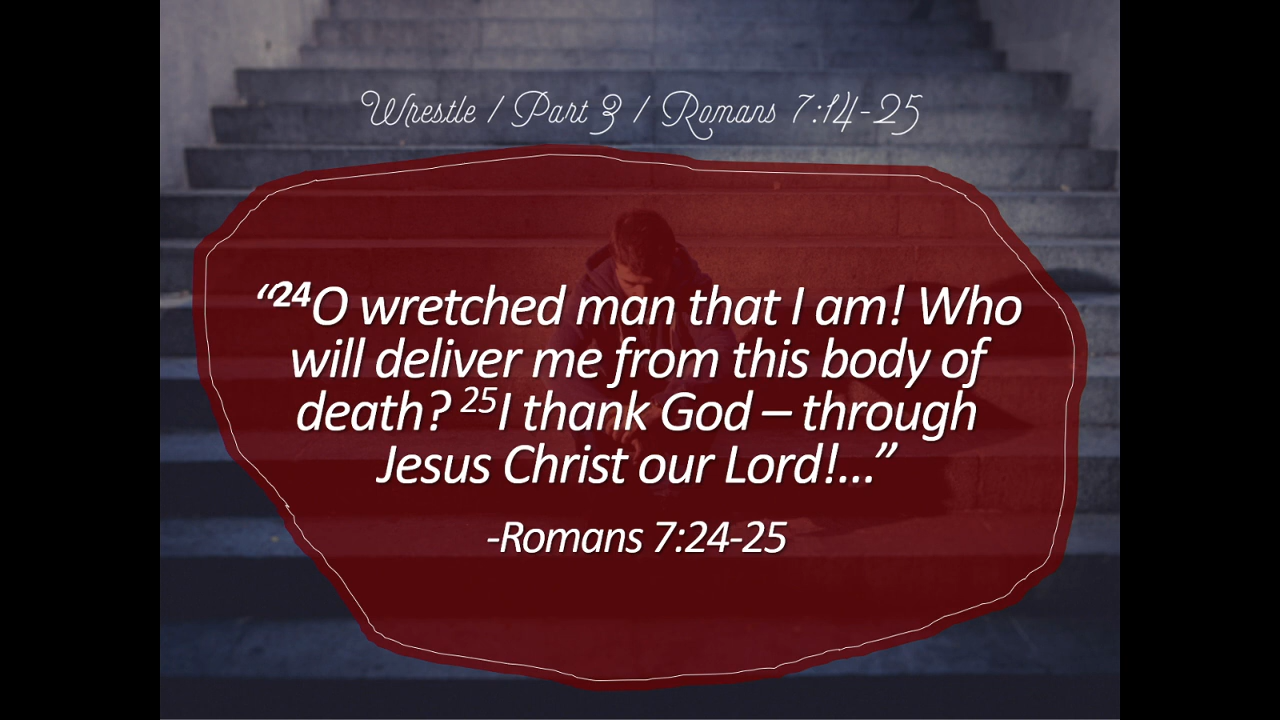 Wrestle / Part 3 / Romans 7:14-25
“24O wretched man that I am! Who
will deliver me from this body of
death? 25I thank God – through
Jesus Christ our Lord!...”
-Romans 7:24-25